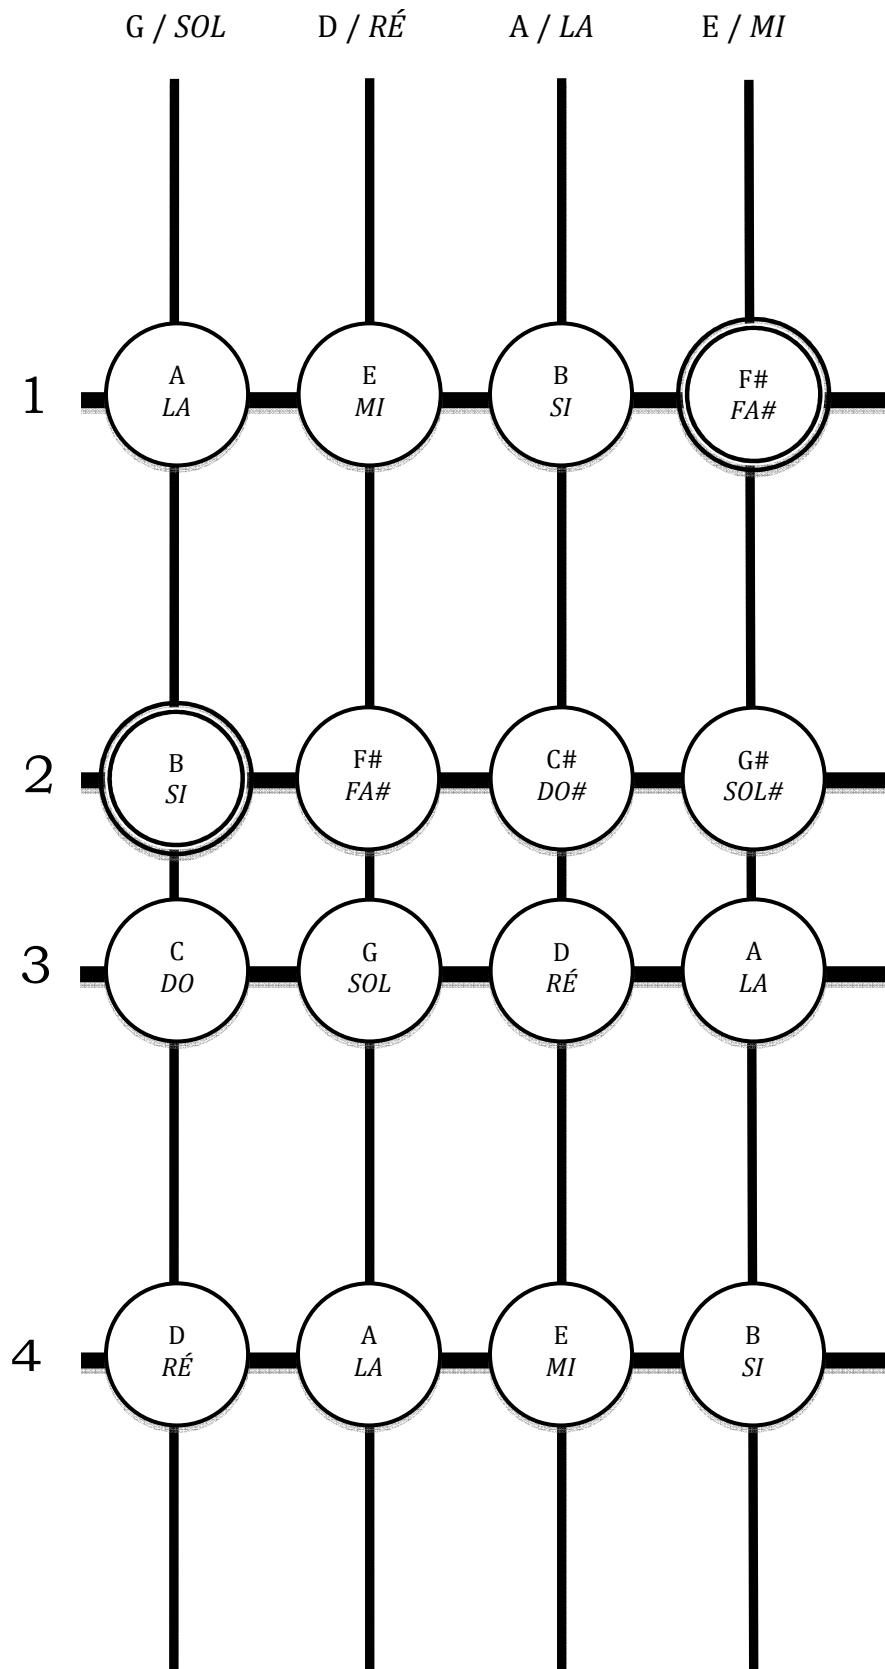 G / SOL D / RÉ A / LA E / MI
1
A E B F#
LA MI SI FA#
2
B F# C# G#
SI FA# DO# SOL#
3
C G D A
DO SOL RÉ LA
4
D A E B
RÉ LA MI SI